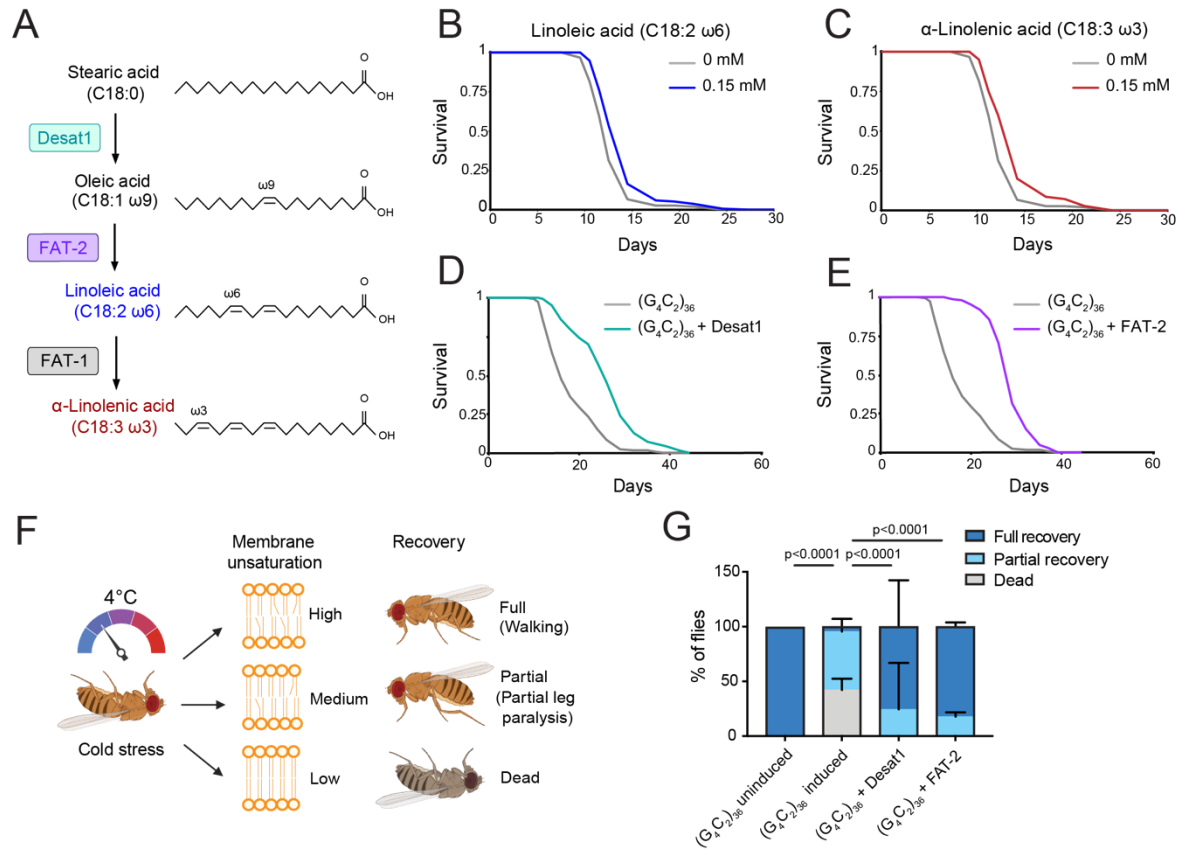 A
Stearic acid
(C18:0)
O
OH
Desat1
Oleic acid
(C18:1 ω9)
ω9
O
OH
FAT-2
Linoleic acid
(C18:2 ω6)
ω6
O
OH
FAT-1
α-Linolenic acid
(C18:3 ω3)
ω3
O
OH
B
Linoleic acid (C18:2 ω6)
0 mM
0.15 mM
Survival
1
0.75
0.5
0.25
0
5
10
15
20
25
30
Days
C
α-Linolenic acid (C18:3 ω3)
0 mM
0.15 mM
Survival
1
0.75
0.5
0.25
0
5
10
15
20
25
30
Days
D
(G4C2)36
(G4C2)36 + Desat1
Survival
1
0.75
0.5
0.25
0
0
20
40
60
Days
E
(G4C2)36
(G4C2)36 + FAT-2
Survival
1
0.75
0.5
0.25
0
0
20
40
60
Days
F
4°C
Cold stress
Membrane
unsaturation
High
Medium
Low
Recovery
Full
(Walking)
Partial
(Partial leg
paralysis)
Dead
G
p<0.0001
p<0.0001
p<0.0001
Full recovery
Partial recovery
Dead
% of flies
150
100
50
0
(G4C2)36 uninduced
(G4C2)36 induced
(G4C2)36 + Desat1
(G4C2)36 + FAT-2